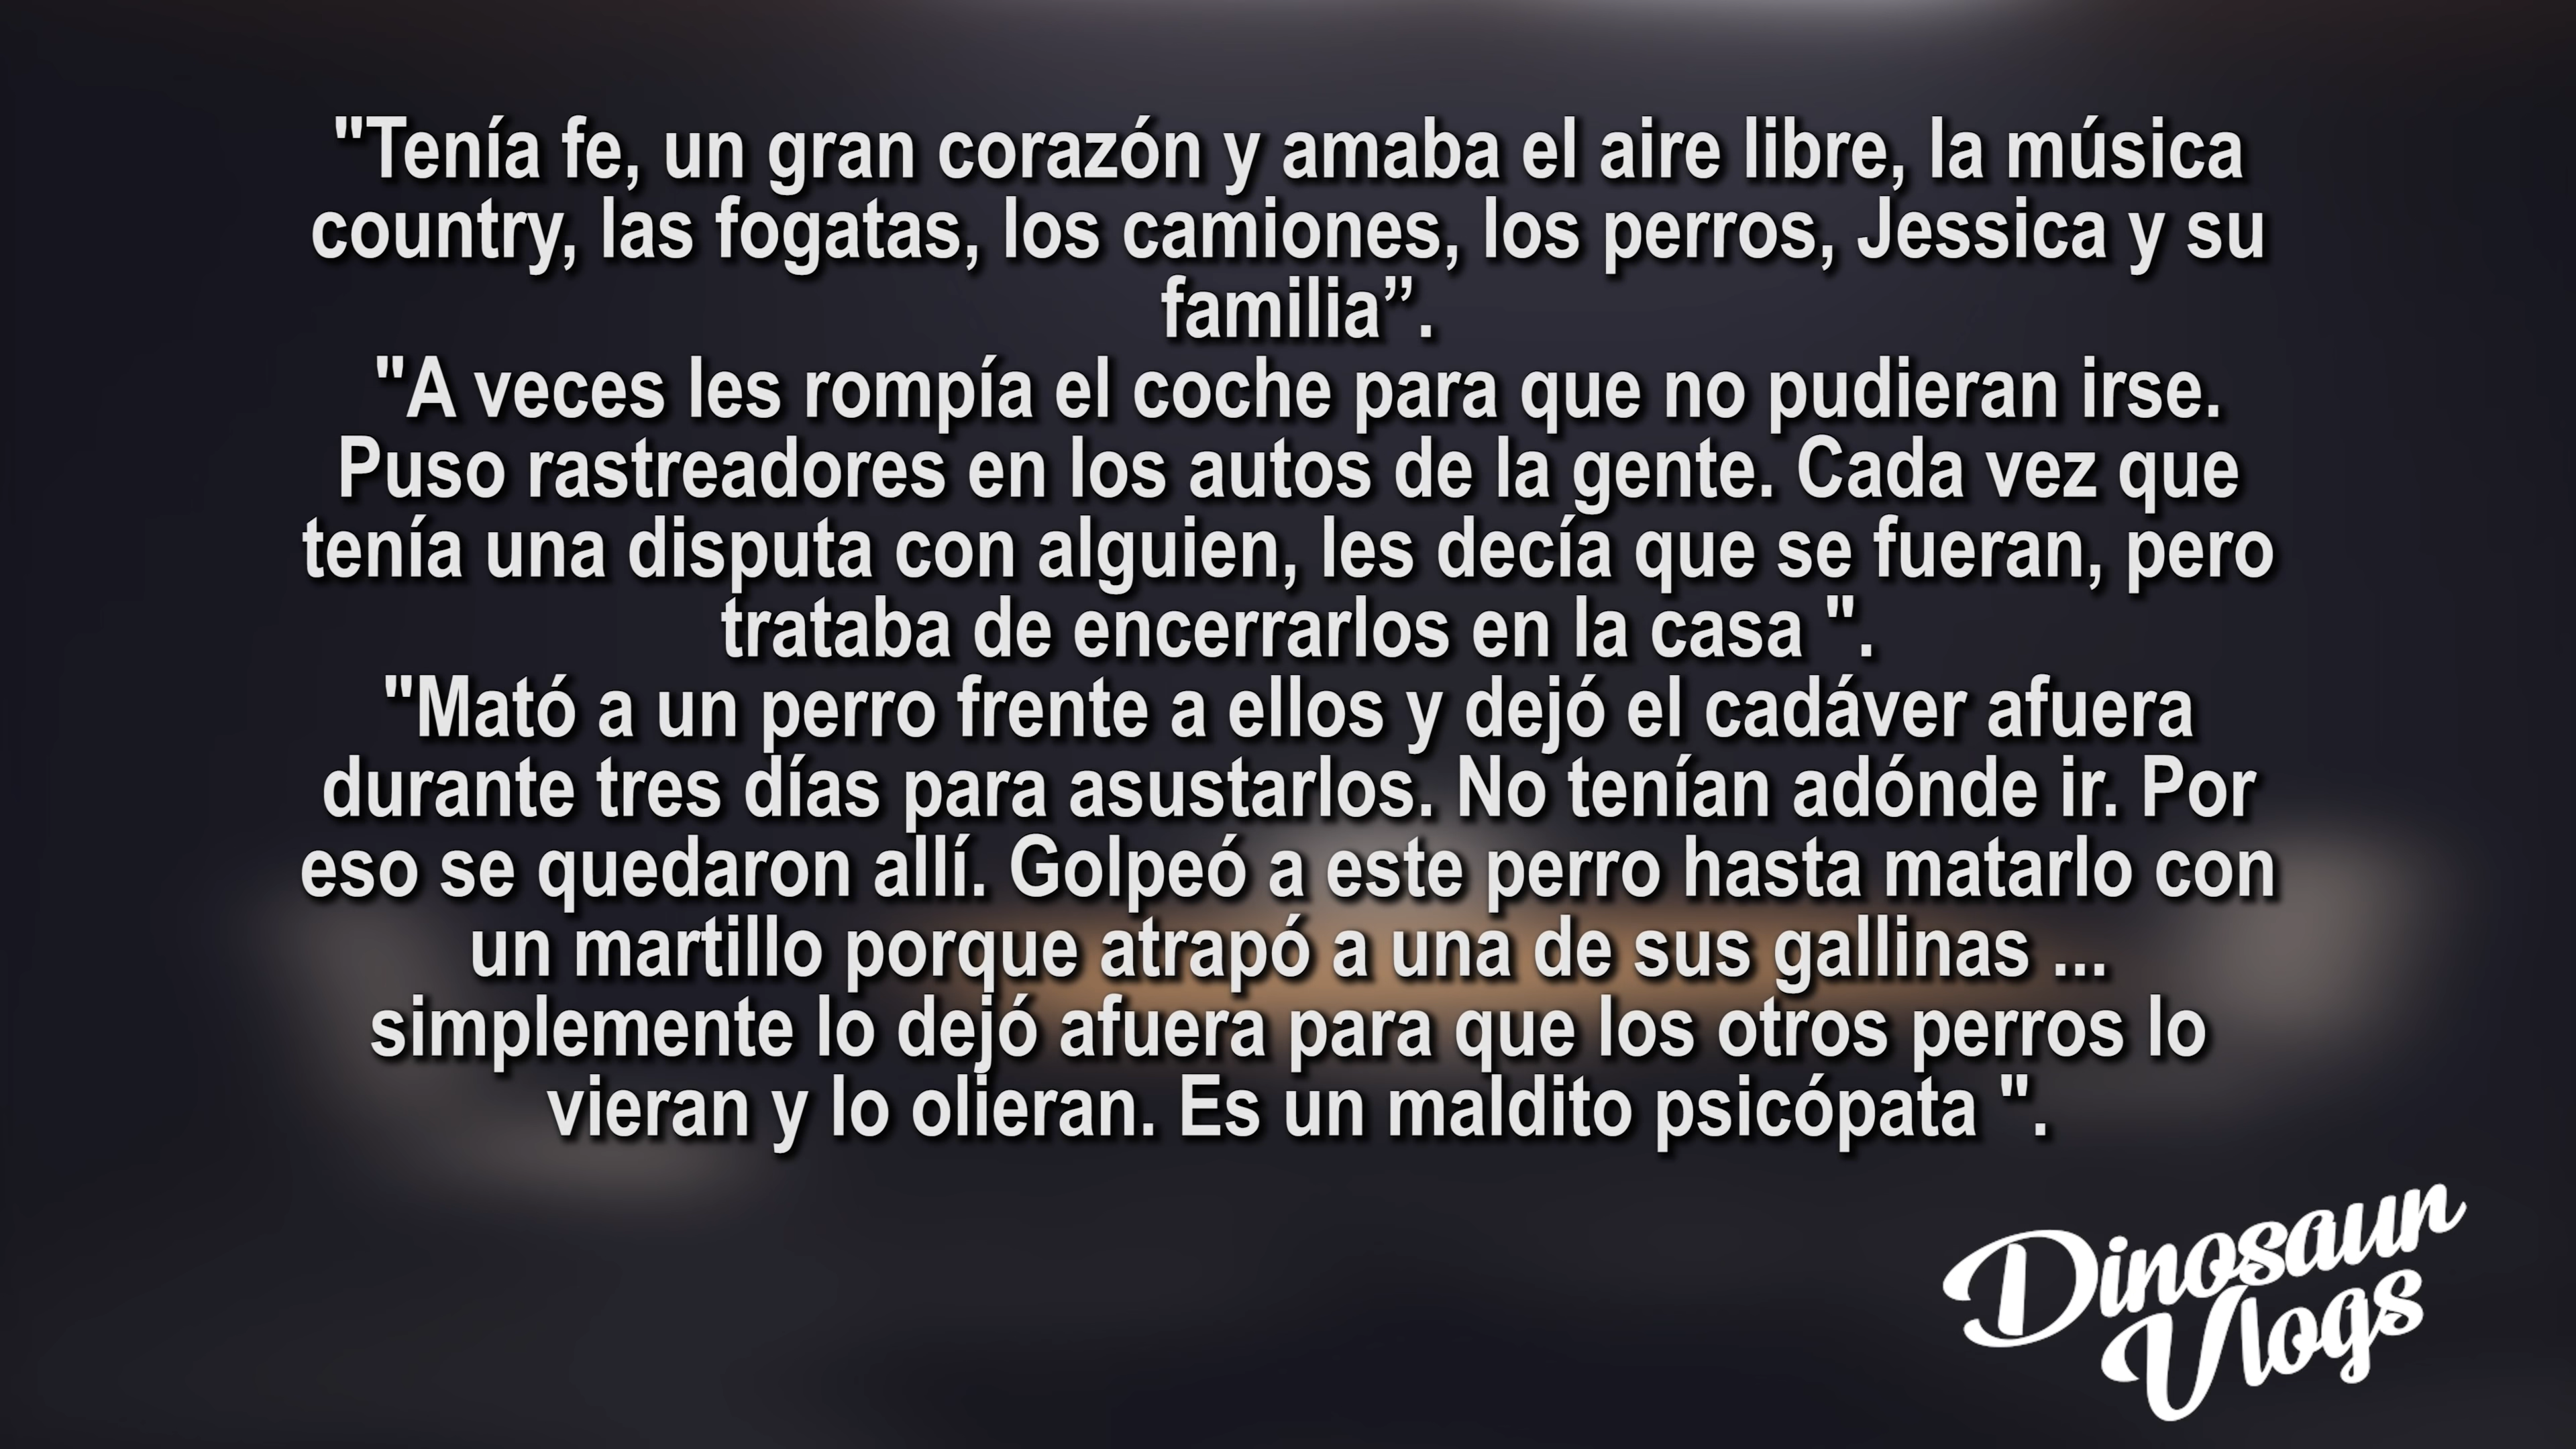 "Tenía fe, un gran corazón y amaba el aire libre, la música
country, las fogatas, los camiones, los perros, Jessica y su
familia”.
"A veces les rompía el coche para que no pudieran irse.
Puso rastreadores en los autos de la gente. Cada vez que
tenía una disputa con alguien, les decía que se fueran, pero
trataba de encerrarlos en la casa ".
"Mató a un perro frente a ellos y dejó el cadáver afuera
durante tres días para asustarlos. No tenían adónde ir. Por
eso se quedaron allí. Golpeó a este perro hasta matarlo con
un martillo porque atrapó a una de sus gallinas ...
simplemente lo dejó afuera para que los otros perros lo
vieran y lo olieran. Es un maldito psicópata ".
Dinosaur
Vlogs